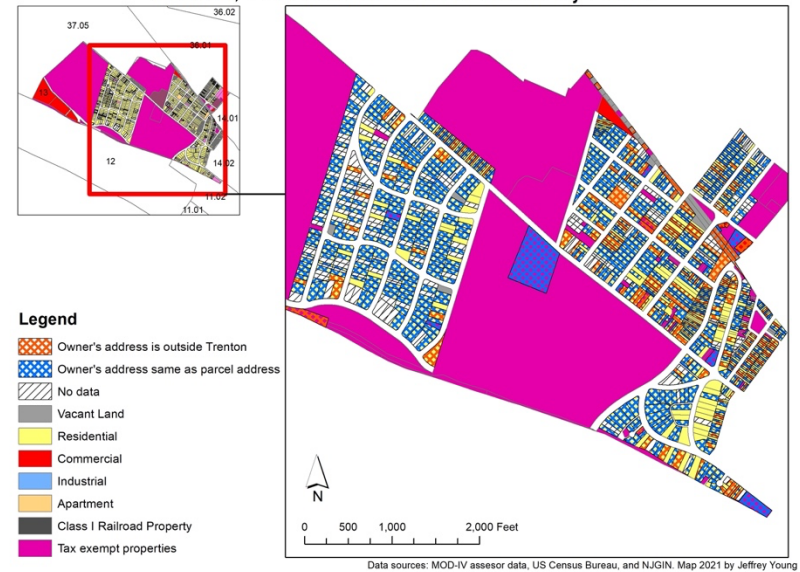 36.02
37.05
36.01
13
14.01
12
14.02
11.02
11.01
Legend
Owner's address is outside Trenton
Owner's address same as parcel address
No data
Vacant Land
Residential
Commercial
Industrial
Apartment
Class I Railroad Property
Tax exempt properties
N
0 500 1,000 2,000 Feet
Data sources: MOD-IV assesor data, US Census Bureau, and NJGIN. Map 2021 by Jeffrey Young